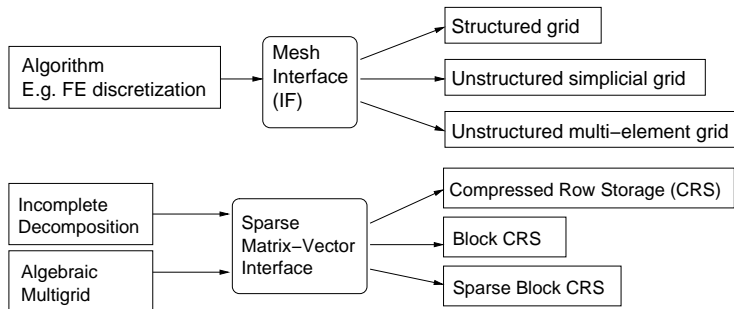 Algorithm
E.g. FE discretization
Mesh
Interface
(IF)
Structured grid
Unstructured simplicial grid
Unstructured multi−element grid
Incomplete
Decomposition
Algebraic
Multigrid
Sparse
Matrix−Vector
Interface
Compressed Row Storage (CRS)
Block CRS
Sparse Block CRS